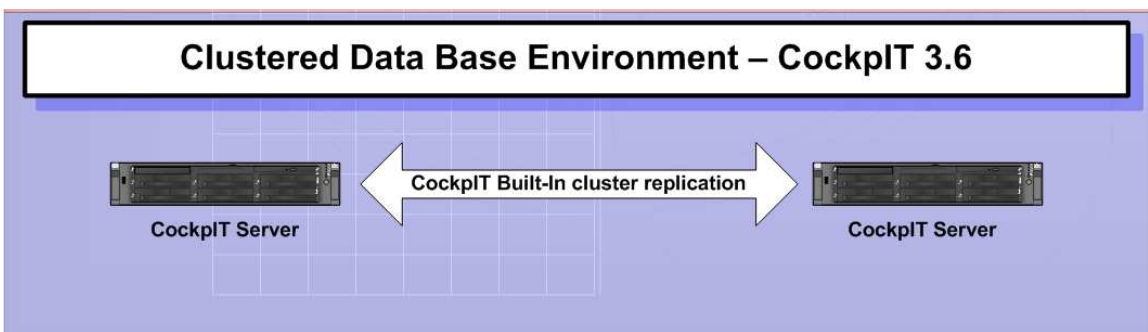 Clustered Data Base Environment – CockpIT 3.6
CockpIT Built-In cluster replication
CockpIT Server
CockpIT Server